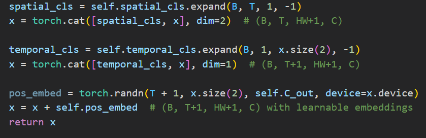 spatial_cls = self.spatial_cls.expand(B, T, 1, -1)
x = torch.cat([spatial_cls, x], dim=2)  # (B, T, HW+1, C)
temporal_cls = self.temporal_cls.expand(B, 1, x.size(2), -1)
x = torch.cat([temporal_cls, x], dim=1)  # (B, T+1, HW+1, C)
pos_embed = torch.randn(T + 1, x.size(2), self.C_out, device=x.device)
x = x + self.pos_embed  # (B, T+1, HW+1, C) with learnable embeddings
return x